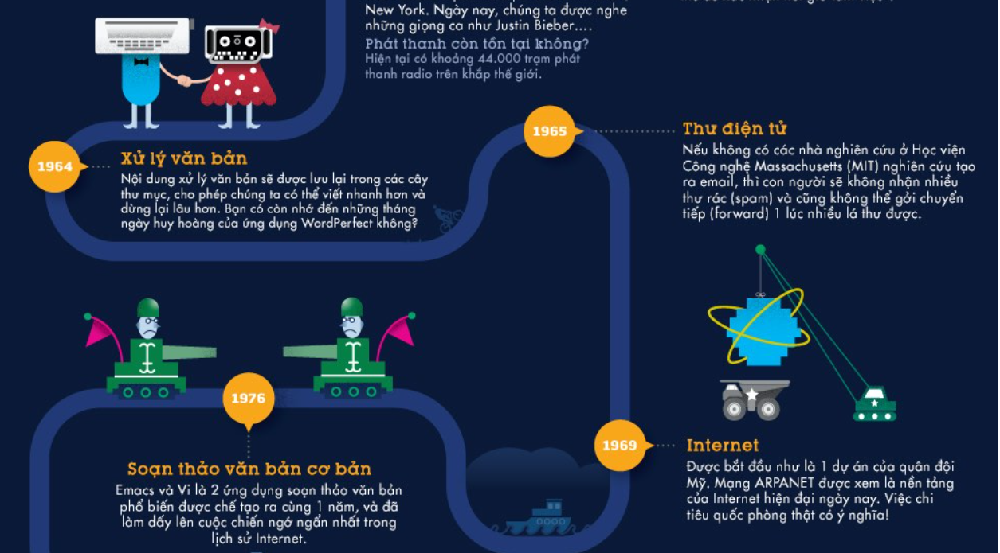 New York. Ngày nay, chúng ta được nghe
những giọng ca như Justin Bieber....
Phát thanh còn tồn tại không?
Hiện tại có khoảng 44.000 trạm phát
thanh radio trên khắp thế giới.
1964
Xử lý văn bản
Nội dung xử lý văn bản sẽ được lưu lại trong các cây
thư mục, cho phép chúng ta có thể viết nhanh hơn và
dừng lại lâu hơn. Bạn có còn nhớ đến những tháng
ngày huy hoàng của ứng dụng WordPerfect không?
1965
Thư điện tử
Nếu không có các nhà nghiên cứu ở Học viện
Công nghệ Massachusetts (MIT) nghiên cứu tạo
ra email, thì con người sẽ không nhận nhiều
thư rác (spam) và cũng không thể gởi chuyển
tiếp (forward) 1 lúc nhiều lá thư được.
1976
Soạn thảo văn bản cơ bản
Emacs và Vi là 2 ứng dụng soạn thảo văn bản
phổ biến được chế tạo ra cùng 1 năm, và đã
làm dấy lên cuộc chiến ngớ ngẩn nhất trong
lịch sử Internet.
1969
Internet
Được bắt đầu như là 1 dự án của quân đội
Mỹ. Mạng ARPANET được xem là nền tảng
của Internet hiện đại ngày nay. Việc chi
tiêu quốc phòng thật có ý nghĩa!